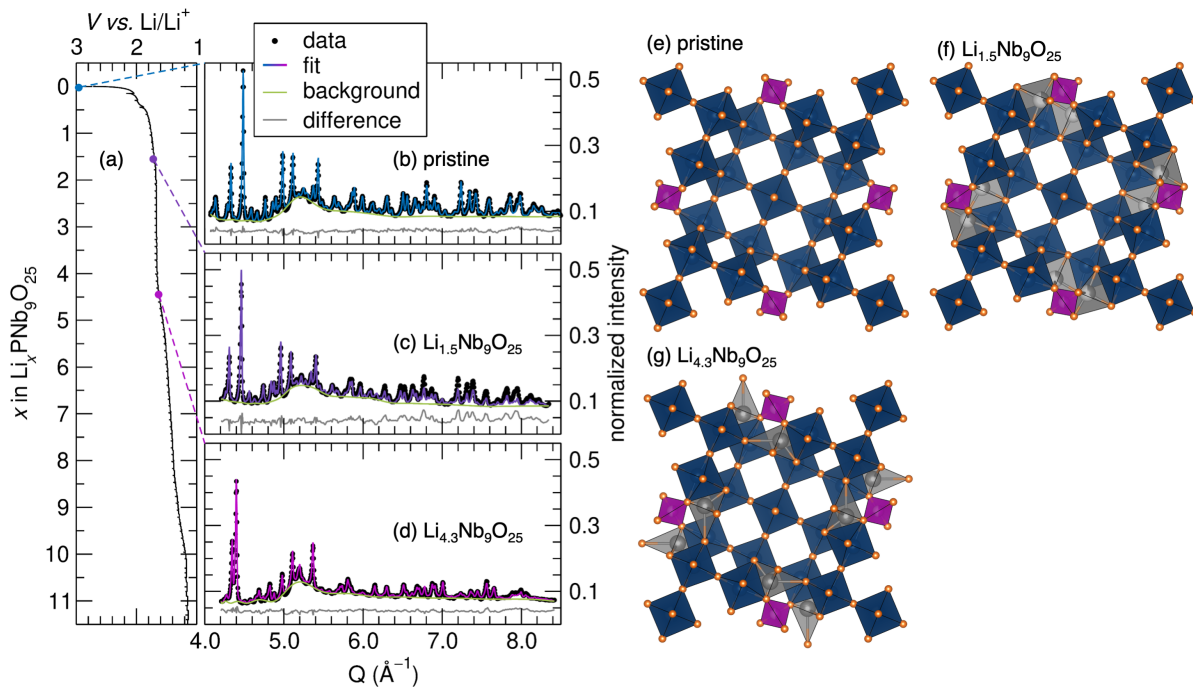 V vs. Li/Li+
3 2 1
data
fit
background
difference
(a)
0
1
2
3
4
5
6
7
8
9
10
11
x in LixPNb9O25
(b) pristine
0.5
0.3
0.1
(c) Li1.5Nb9O25
0.5
0.3
0.1
(d) Li4.3Nb9O25
0.5
0.3
0.1
normalized intensity
4.0 5.0 6.0 7.0 8.0
Q (Å−1)
(e) pristine
(f) Li1.5Nb9O25
(g) Li4.3Nb9O25